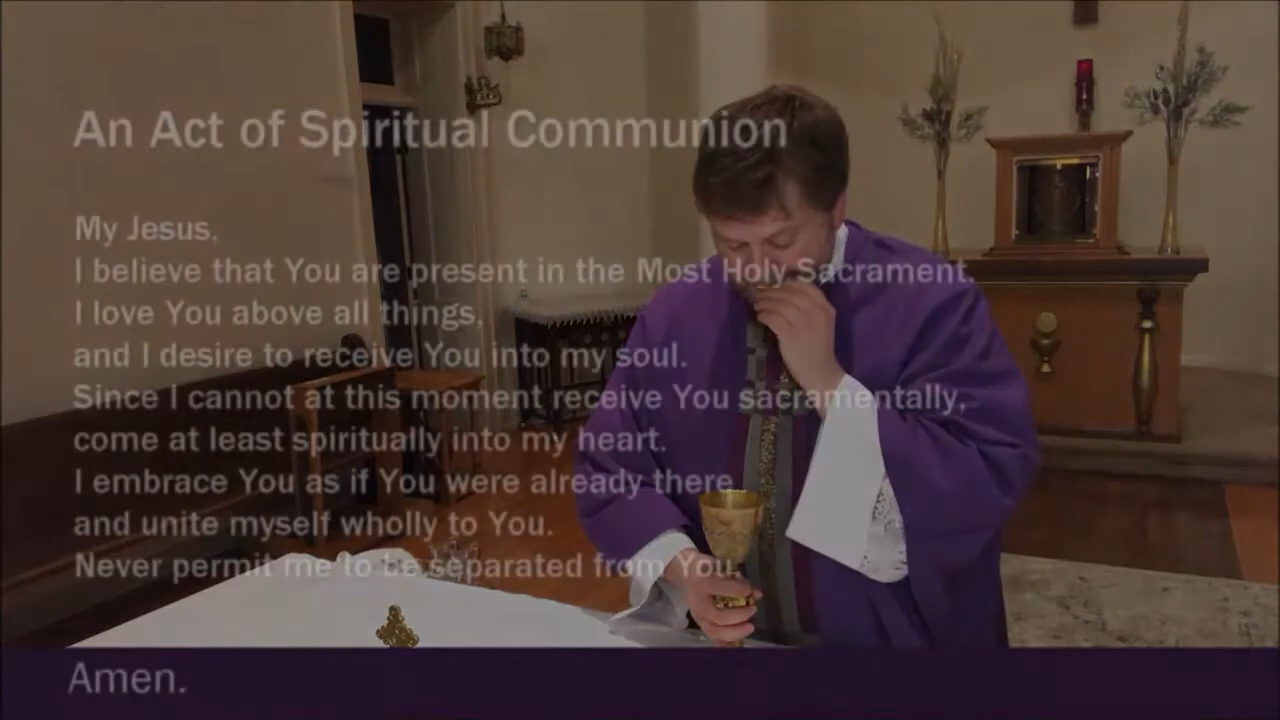 An Act of Spiritual Communion
My Jesus,
I believe that You are present in the Most Holy Sacrament.
I love You above all things,
and I desire to receive You into my soul.
Since I cannot at this moment receive You sacramentally,
come at least spiritually into my heart.
I embrace You as if You were already there
and unite myself wholly to You.
Never permit me to be separated from You.
Amen.